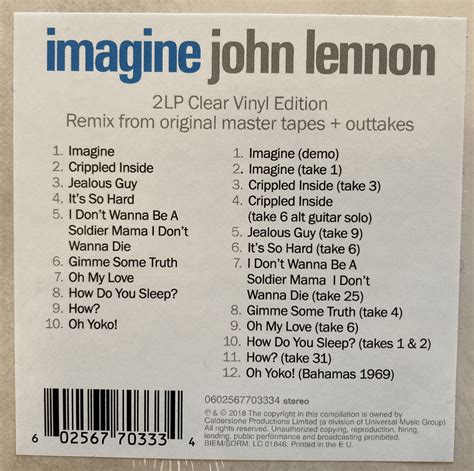 imagine john lennon
2LP Clear Vinyl Edition
Remix from original master tapes + outtakes
1. Imagine
2. Crippled Inside
3. Jealous Guy
4. It's So Hard
5. I Don't Wanna Be A
Soldier Mama I Don't
Wanna Die
6. Gimme Some Truth
7. Oh My Love
8. How Do You Sleep?
9. How?
10. Oh Yoko!
1. Imagine (demo)
2. Imagine (take 1)
3. Crippled Inside (take 3)
4. Crippled Inside
(take 6 alt guitar solo)
5. Jealous Guy (take 9)
6. It's So Hard (take 6)
7. I Don't Wanna Be A
Soldier Mama I Don't
Wanna Die (take 25)
8. Gimme Some Truth (take 4)
9. Oh My Love (take 6)
10. How Do You Sleep? (takes 1 & 2)
11. How? (take 31)
12. Oh Yoko! (Bahamas 1969)
0602567703334 stereo
℗ & © 2018 The copyright in this compilation is owned by
Calderstone Productions Limited (a division of Universal Music Group)
All rights reserved. Unauthorized copying, reproduction, hiring,
lending, public performance and broadcasting prohibited.
BIEM/SDRM. LC 01846. Printed in the E.U.
6 02567 70333 4